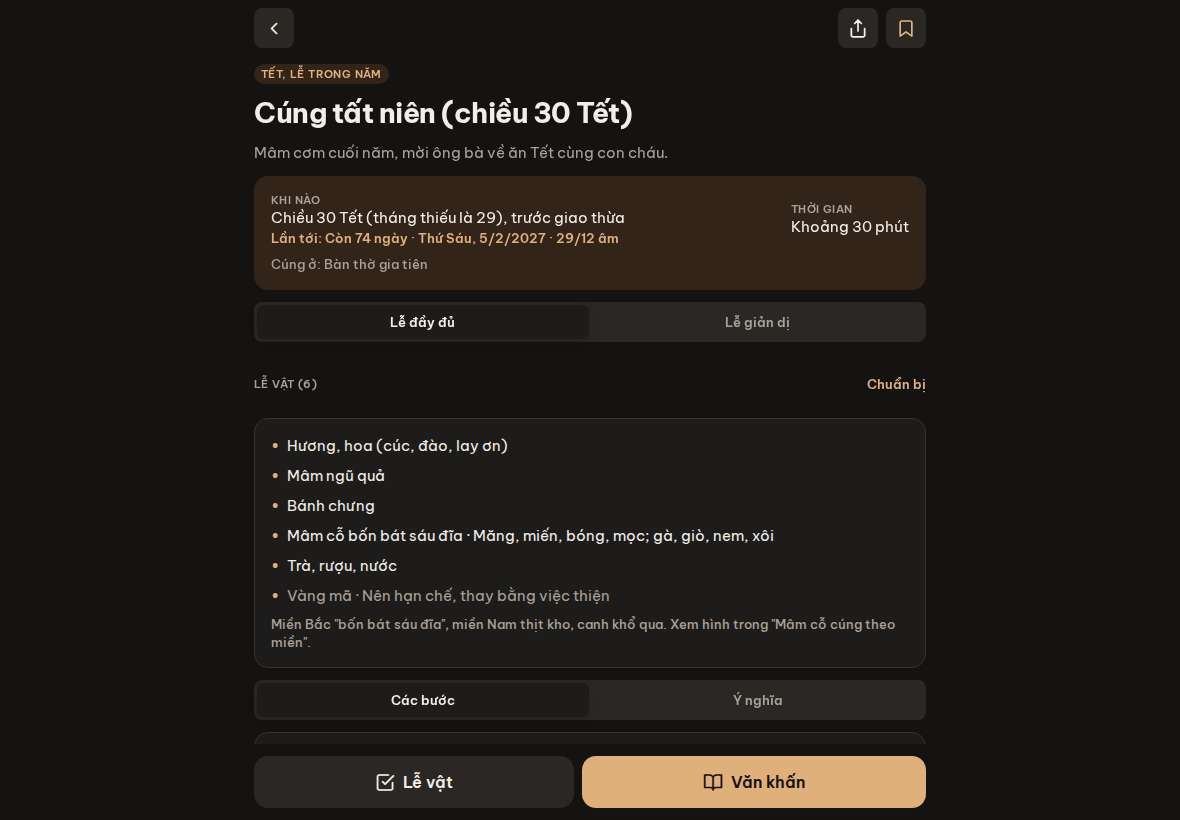 TẾT, LỄ TRONG NĂM
Cúng tất niên (chiều 30 Tết)
Mâm cơm cuối năm, mời ông bà về ăn Tết cùng con cháu.
KHI NÀO
Chiều 30 Tết (tháng thiếu là 29), trước giao thừa
Lần tới: Còn 74 ngày · Thứ Sáu, 5/2/2027 · 29/12 âm
Cúng ở: Bàn thờ gia tiên
THỜI GIAN
Khoảng 30 phút
Lễ đầy đủ
Lễ giản dị
LỄ VẬT (6)
Chuẩn bị
• Hương, hoa (cúc, đào, lay ơn)
• Mâm ngũ quả
• Bánh chưng
• Mâm cỗ bốn bát sáu đĩa · Măng, miến, bóng, mọc; gà, giò, nem, xôi
• Trà, rượu, nước
• Vàng mã · Nên hạn chế, thay bằng việc thiện
Miền Bắc "bốn bát sáu đĩa", miền Nam thịt kho, canh khổ qua. Xem hình trong "Mâm cỗ cúng theo
miền".
Các bước
Ý nghĩa
Lễ vật
Văn khấn